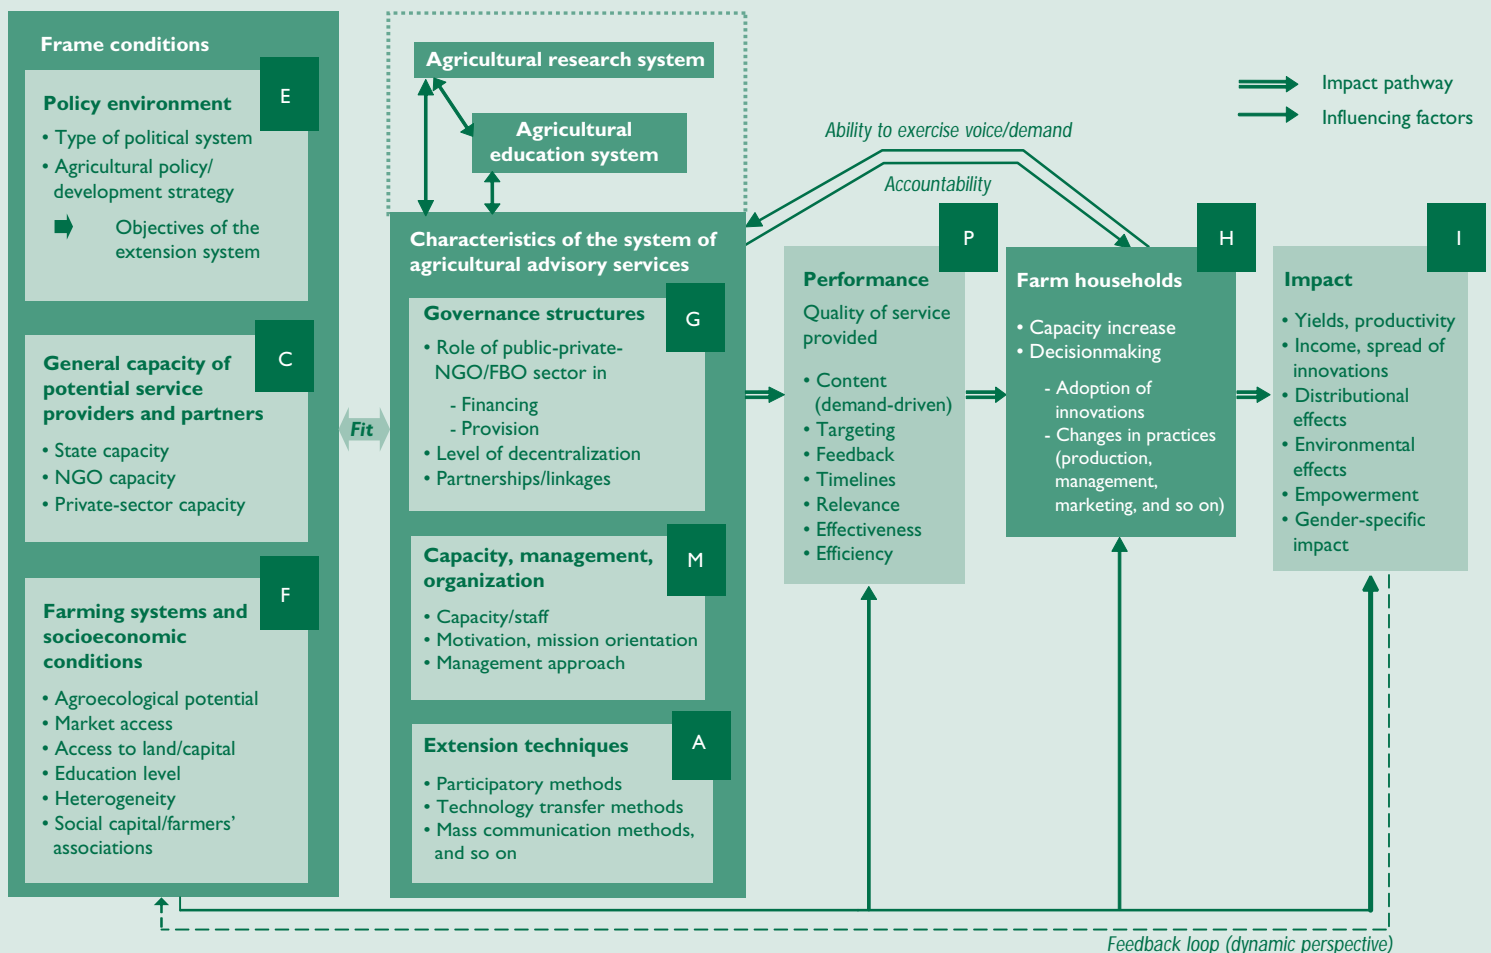 Frame conditions
E
Policy environment
• Type of political system
• Agricultural policy/
development strategy
Objectives of the
extension system
C
General capacity of
potential service
providers and partners
• State capacity
• NGO capacity
• Private-sector capacity
F
Farming systems and
socioeconomic
conditions
• Agroecological potential
• Market access
• Access to land/capital
• Education level
• Heterogeneity
• Social capital/farmers’
associations
Fit
Agricultural research system
Agricultural
education system
Characteristics of the system of
agricultural advisory services
G
Governance structures
• Role of public-private-
NGO/FBO sector in
- Financing
- Provision
• Level of decentralization
• Partnerships/linkages
M
Capacity, management,
organization
• Capacity/staff
• Motivation, mission orientation
• Management approach
A
Extension techniques
• Participatory methods
• Technology transfer methods
• Mass communication methods,
and so on
Ability to exercise voice/demand
Accountability
Impact pathway
Influencing factors
P
Performance
Quality of service
provided
• Content
(demand-driven)
• Targeting
• Feedback
• Timelines
• Relevance
• Effectiveness
• Efficiency
H
Farm households
• Capacity increase
• Decisionmaking
- Adoption of
innovations
- Changes in practices
(production,
management,
marketing, and so on)
I
Impact
• Yields, productivity
• Income, spread of
innovations
• Distributional
effects
• Environmental
effects
• Empowerment
• Gender-specific
impact
Feedback loop (dynamic perspective)